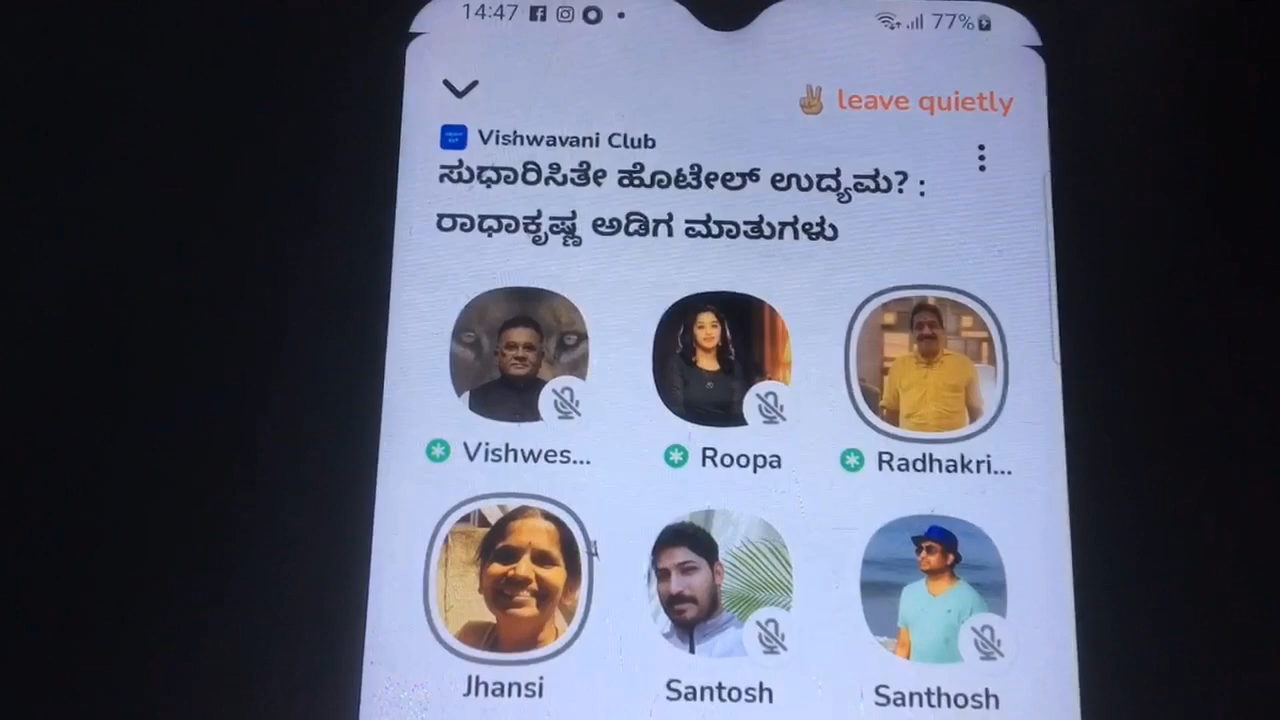 14:47
77%
leave quietly
Vishwavani Club
ಸುಧಾರಿಸಿತೇ ಹೊಟೇಲ್ ಉದ್ಯಮ? :
ರಾಧಾಕೃಷ್ಣ ಅಡಿಗ ಮಾತುಗಳು
Vishwes... Roopa Radhakri...
Jhansi Santosh Santhosh